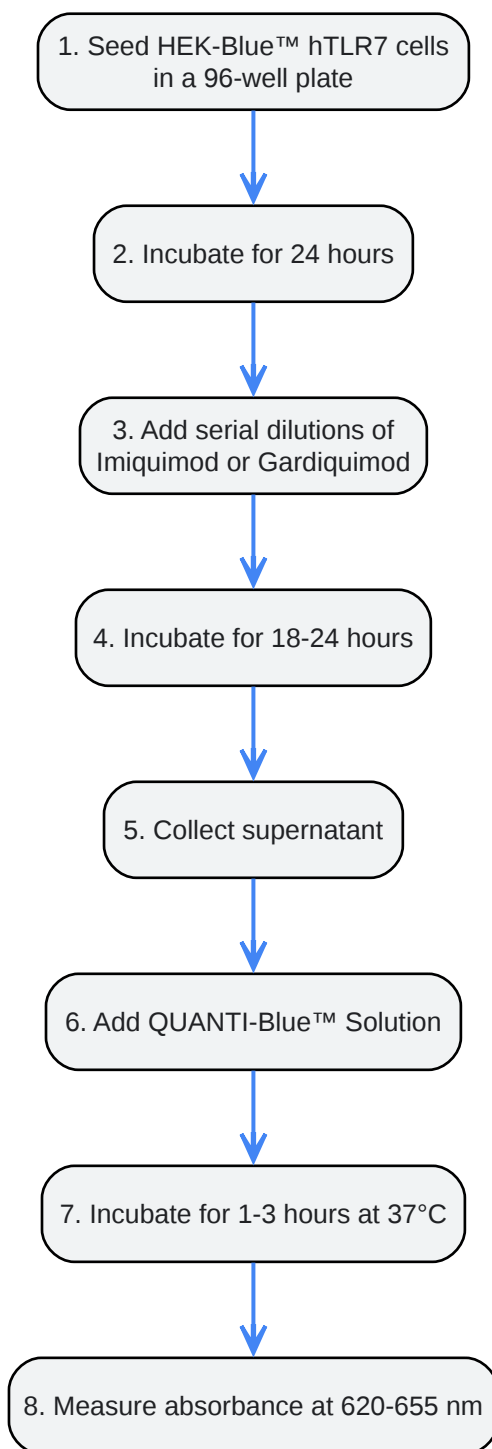 1. Seed HEK-Blue™ hTLR7 cells
in a 96-well plate
2. Incubate for 24 hours
3. Add serial dilutions of
Imiquimod or Gardiquimod
4. Incubate for 18-24 hours
5. Collect supernatant
6. Add QUANTI-Blue™ Solution
7. Incubate for 1-3 hours at 37°C
8. Measure absorbance at 620-655 nm